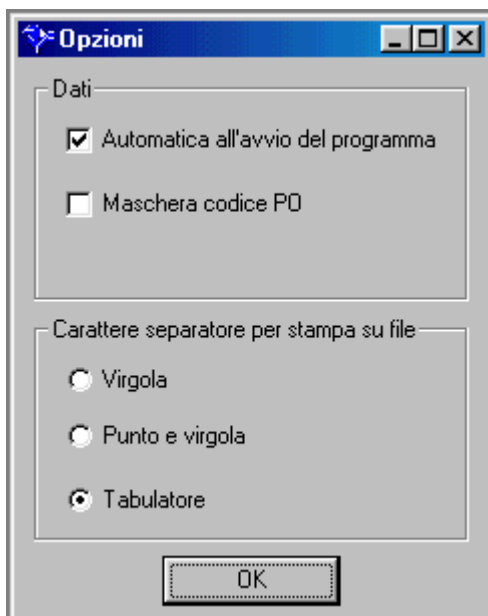 Opzioni
Dati
Automatica all'avvio del programma
Maschera codice PO
Carattere separatore per stampa su file
Virgola
Punto e virgola
Tabulatore
OK